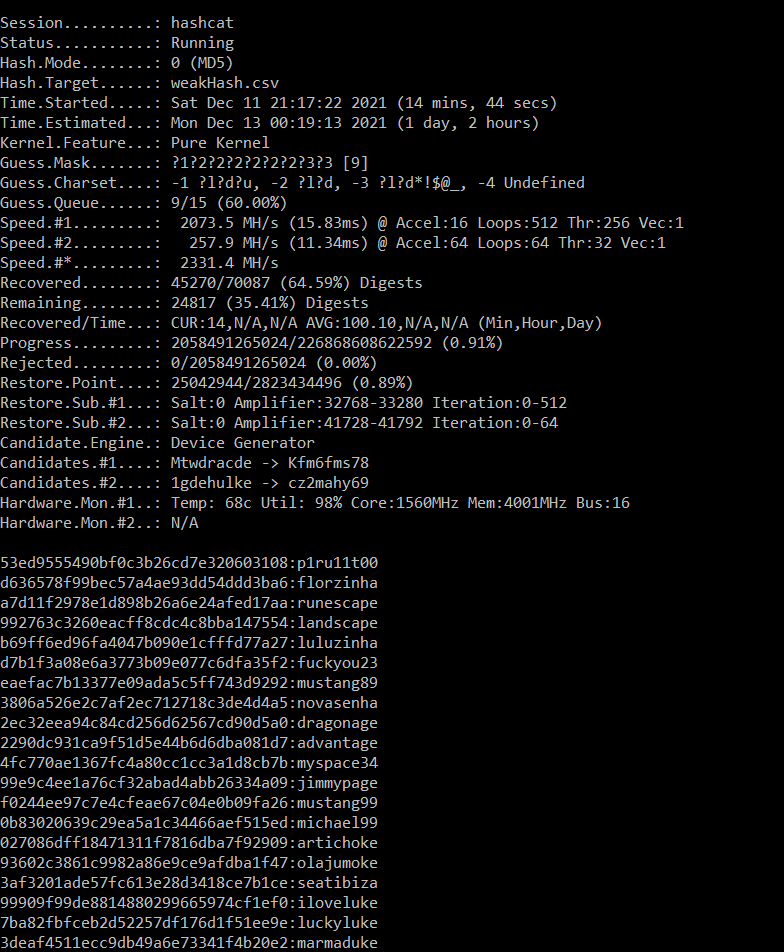 Session..........: hashcat
Status...........: Running
Hash.Mode........: 0 (MD5)
Hash.Target......: weakHash.csv
Time.Started.....: Sat Dec 11 21:17:22 2021 (14 mins, 44 secs)
Time.Estimated...: Mon Dec 13 00:19:13 2021 (1 day, 2 hours)
Kernel.Feature...: Pure Kernel
Guess.Mask.......: ?1?2?2?2?2?2?2?3?3 [9]
Guess.Charset....: -1 ?l?d?u, -2 ?l?d, -3 ?l?d*!$@_, -4 Undefined
Guess.Queue......: 9/15 (60.00%)
Speed.#1.........:  2073.5 MH/s (15.83ms) @ Accel:16 Loops:512 Thr:256 Vec:1
Speed.#2.........:   257.9 MH/s (11.34ms) @ Accel:64 Loops:64 Thr:32 Vec:1
Speed.#*.........:  2331.4 MH/s
Recovered........: 45270/70087 (64.59%) Digests
Remaining........: 24817 (35.41%) Digests
Recovered/Time...: CUR:14,N/A,N/A AVG:100.10,N/A,N/A (Min,Hour,Day)
Progress.........: 2058491265024/226868608622592 (0.91%)
Rejected.........: 0/2058491265024 (0.00%)
Restore.Point....: 25042944/2823434496 (0.89%)
Restore.Sub.#1...: Salt:0 Amplifier:32768-33280 Iteration:0-512
Restore.Sub.#2...: Salt:0 Amplifier:41728-41792 Iteration:0-64
Candidate.Engine.: Device Generator
Candidates.#1....: Mtwdracde -> Kfm6fms78
Candidates.#2....: 1gdehulke -> cz2mahy69
Hardware.Mon.#1..: Temp: 68c Util: 98% Core:1560MHz Mem:4001MHz Bus:16
Hardware.Mon.#2..: N/A
53ed9555490bf0c3b26cd7e320603108:p1ru11t00
d636578f99bec57a4ae93dd54ddd3ba6:florzinha
a7d11f2978e1d898b26a6e24afed17aa:runescape
992763c3260eacff8cdc4c8bba147554:landscape
b69ff6ed96fa4047b090e1cfffd77a27:luluzinha
d7b1f3a08e6a3773b09e077c6dfa35f2:fuckyou23
eaefac7b13377e09ada5c5ff743d9292:mustang89
3806a526e2c7af2ec712718c3de4d4a5:novasenha
2ec32eea94c84cd256d62567cd90d5a0:dragonage
2290dc931ca9f51d5e44b6d6dba081d7:advantage
4fc770ae1367fc4a80cc1cc3a1d8cb7b:myspace34
99e9c4ee1a76cf32abad4abb26334a09:jimmypage
f0244ee97c7e4cfeae67c04e0b09fa26:mustang99
0b83020639c29ea5a1c34466aef515ed:michael99
027086dff18471311f7816dba7f92909:artichoke
93602c3861c9982a86e9ce9afdba1f47:olajumoke
3af3201ade57fc613e28d3418ce7b1ce:seatibiza
99909f99de8814880299665974cf1ef0:iloveluke
7ba82fbfceb2d52257df176d1f51ee9e:luckyluke
3deaf4511ecc9db49a6e73341f4b20e2:marmaduke